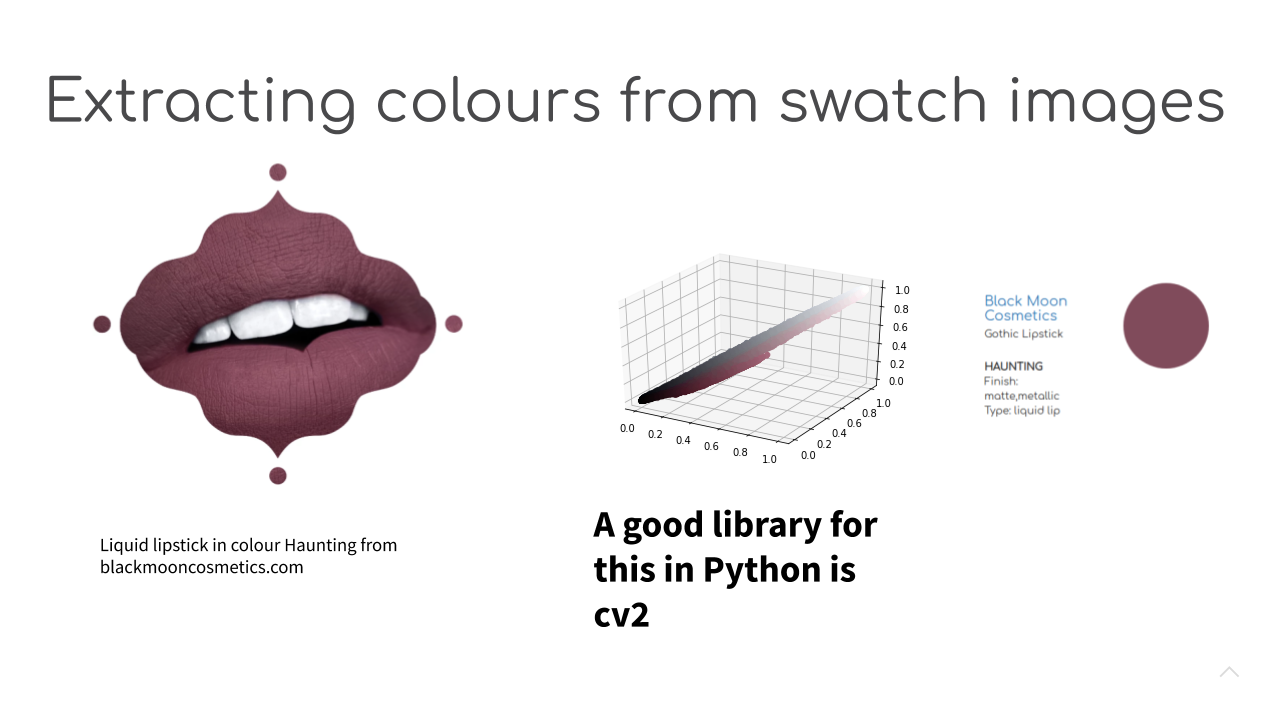 Extracting colours from swatch images
Liquid lipstick in colour Haunting from
blackmooncosmetics.com
1.0
0.8
0.6
0.4
0.2
0.0
1.0
0.8
0.6
0.4
0.2
0.0
0.0
0.2
0.4
0.6
0.8
1.0
A good library for
this in Python is
cv2
Black Moon
Cosmetics
Gothic Lipstick
HAUNTING
Finish:
matte,metallic
Type: liquid lip